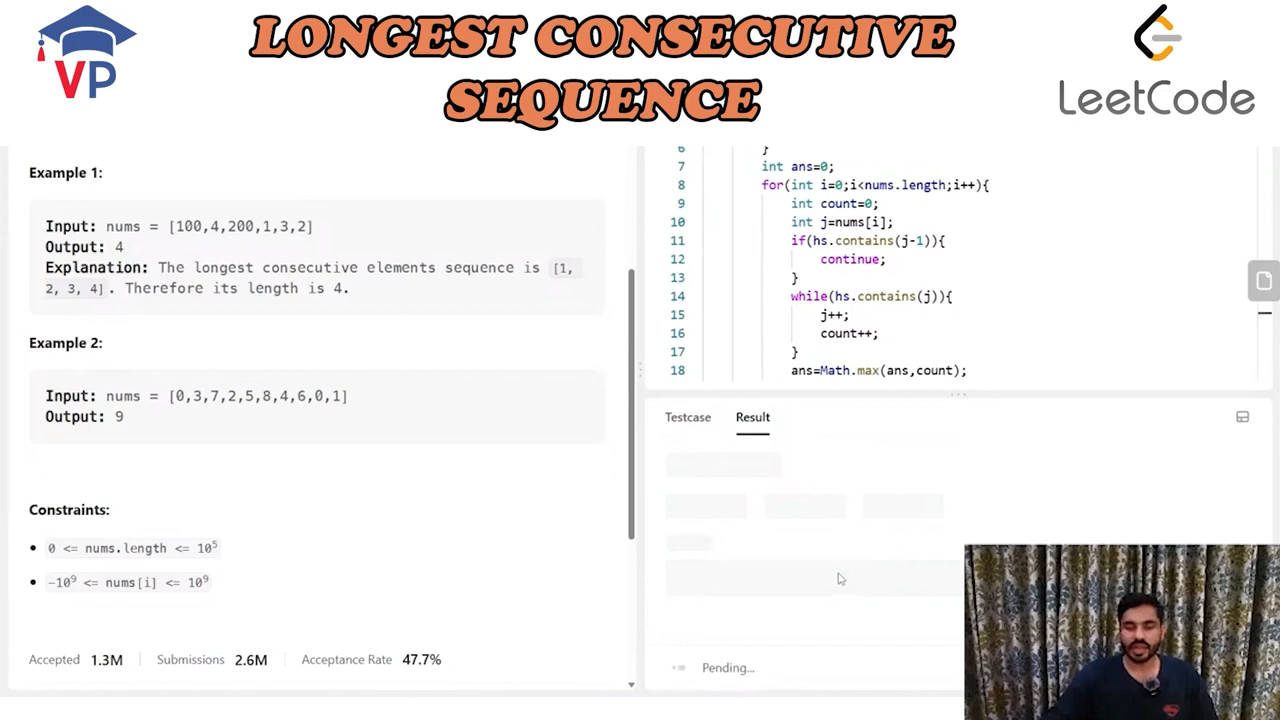 VP
LONGEST CONSECUTIVE
SEQUENCE
LeetCode
Example 1:
Input: nums = [100,4,200,1,3,2]
Output: 4
Explanation: The longest consecutive elements sequence is [1,
2, 3, 4]. Therefore its length is 4.
Example 2:
Input: nums = [0,3,7,2,5,8,4,6,0,1]
Output: 9
Constraints:
• 0 <= nums.length <= 10⁵
• -10⁹ <= nums[i] <= 10⁹
Accepted 1.3M Submissions 2.6M Acceptance Rate 47.7%
6 }
7 int ans=0;
8 for(int i=0;i<nums.length;i++){
9 int count=0;
10 int j=nums[i];
11 if(hs.contains(j-1)){
12 continue;
13 }
14 while(hs.contains(j)){
15 j++;
16 count++;
17 }
18 ans=Math.max(ans,count);
Testcase Result
Pending...